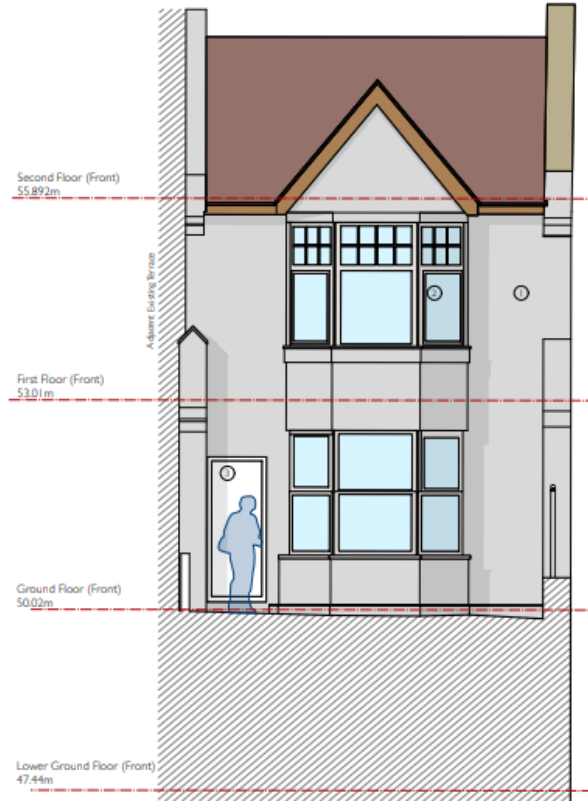 Second Floor (Front)
55.892m
Adjacent Existing Terrace
2
1
First Floor (Front)
53.01m
3
Ground Floor (Front)
50.02m
Lower Ground Floor (Front)
47.44m